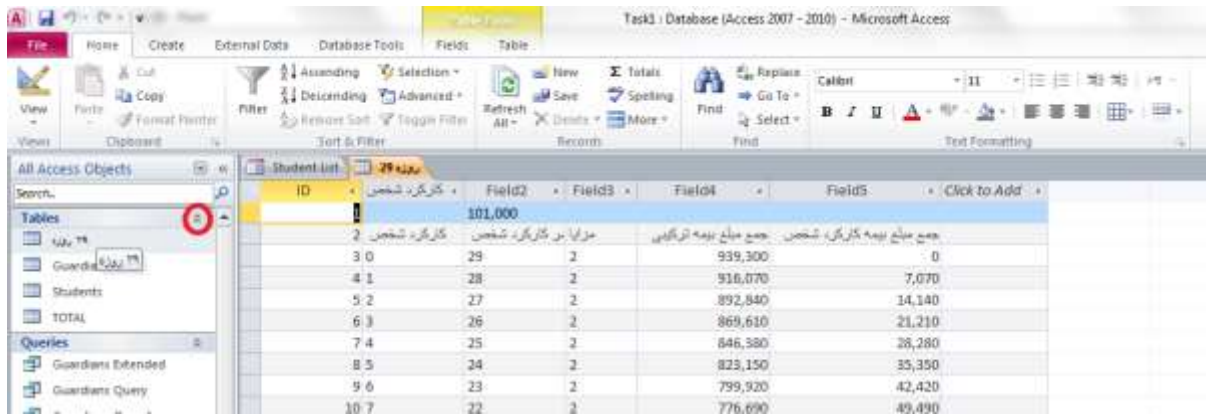 Table Tools Task1 : Database (Access 2007 - 2010) - Microsoft Access
File Home Create External Data Database Tools Fields Table
View Paste Cut Copy Format Painter Filter Ascending Descending Remove Sort Selection Advanced Toggle Filter Refresh All New Save Delete Totals Spelling More Find Replace Go To Select Calibri 11 B I U A
Views Clipboard Sort & Filter Records Find Text Formatting
All Access Objects Student List 29 روزه
Search.. ID کارکرد شخص Field2 Field3 Field4 Field5 Click to Add
Tables 1 101,000
۲۹ روزه 2 کارکرد شخص کارکرد شخص جمع مبلغ بیمه ترکیبی جمع مبلغ بیمه کارکرد شخص
۲۹ روزه 3 0 29 2 939,300 0
4 1 28 2 916,070 7,070
Students 5 2 27 2 892,840 14,140
TOTAL 6 3 26 2 869,610 21,210
Queries 7 4 25 2 846,380 28,280
Guardians Extended 8 5 24 2 823,150 35,350
Guardians Query 9 6 23 2 799,920 42,420
10 7 22 2 776,690 49,490